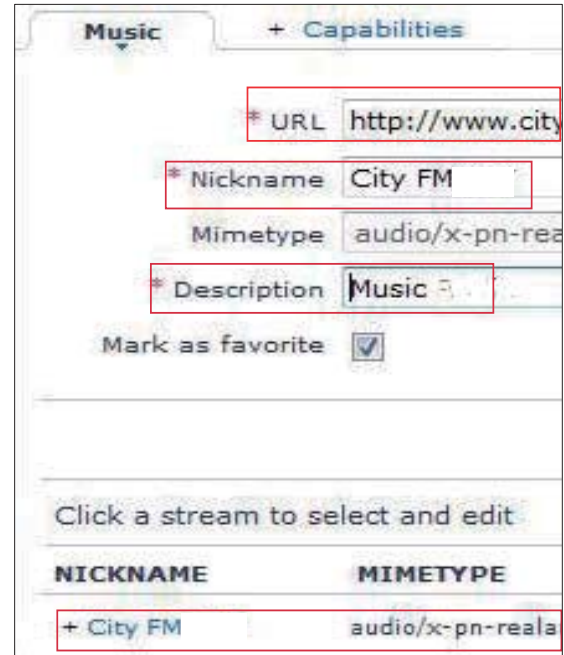 Music + Capabilities
* URL http://www.city
* Nickname City FM
Mimetype audio/x-pn-rea
* Description Music
Mark as favorite
Click a stream to select and edit
NICKNAME MIMETYPE
+ City FM audio/x-pn-reala